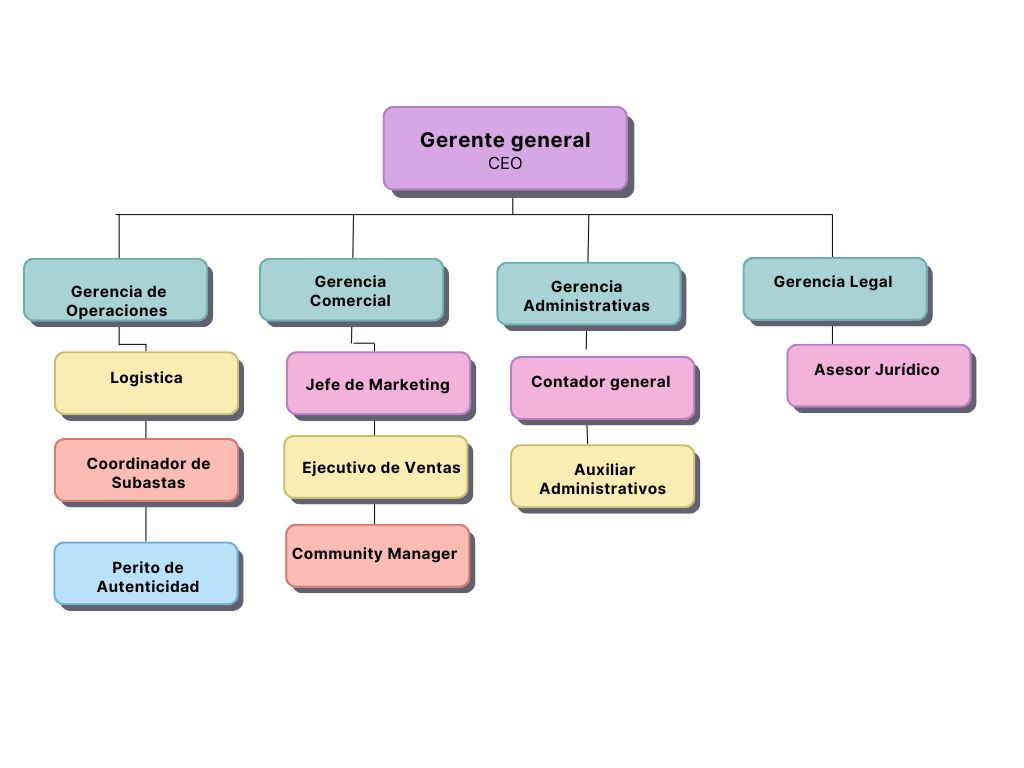 Gerente general
CEO
Gerencia de
Operaciones
Gerencia
Comercial
Gerencia
Administrativas
Gerencia Legal
Logistica
Jefe de Marketing
Contador general
Asesor Jurídico
Coordinador de
Subastas
Ejecutivo de Ventas
Auxiliar
Administrativos
Perito de
Autenticidad
Community Manager